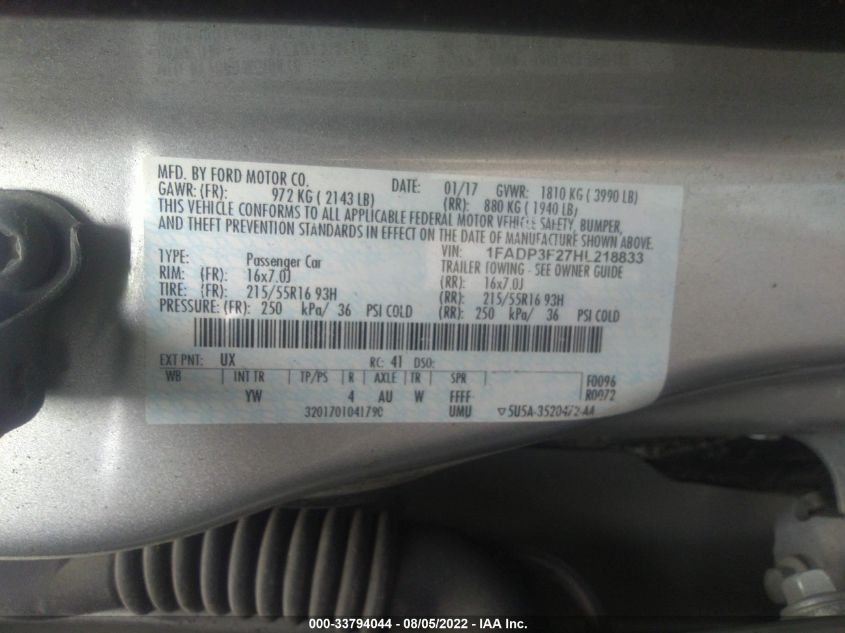 MFD. BY FORD MOTOR CO. DATE: 01/17 GVWR: 1810 KG ( 3990 LB)
GAWR: (FR): 972 KG ( 2143 LB) (RR): 880 KG ( 1940 LB)
THIS VEHICLE CONFORMS TO ALL APPLICABLE FEDERAL MOTOR VEHICLE SAFETY, BUMPER,
AND THEFT PREVENTION STANDARDS IN EFFECT ON THE DATE OF MANUFACTURE SHOWN ABOVE.
VIN: 1FADP3F27HL218833
TYPE: Passenger Car TRAILER TOWING - SEE OWNER GUIDE
RIM: (FR): 16x7.0J (RR): 16x7.0J
TIRE: (FR): 215/55R16 93H (RR): 215/55R16 93H
PRESSURE: (FR): 250 kPa/ 36 PSI COLD (RR): 250 kPa/ 36 PSI COLD
EXT PNT: UX RC: 41 DSO:
WB INT TR TP/PS R AXLE TR SPR F0096
YW 4 AU W FFFF R0072
3201701041790 UMU ▽5U5A-3520472-AA
000-33794044 - 08/05/2022 - IAA Inc.